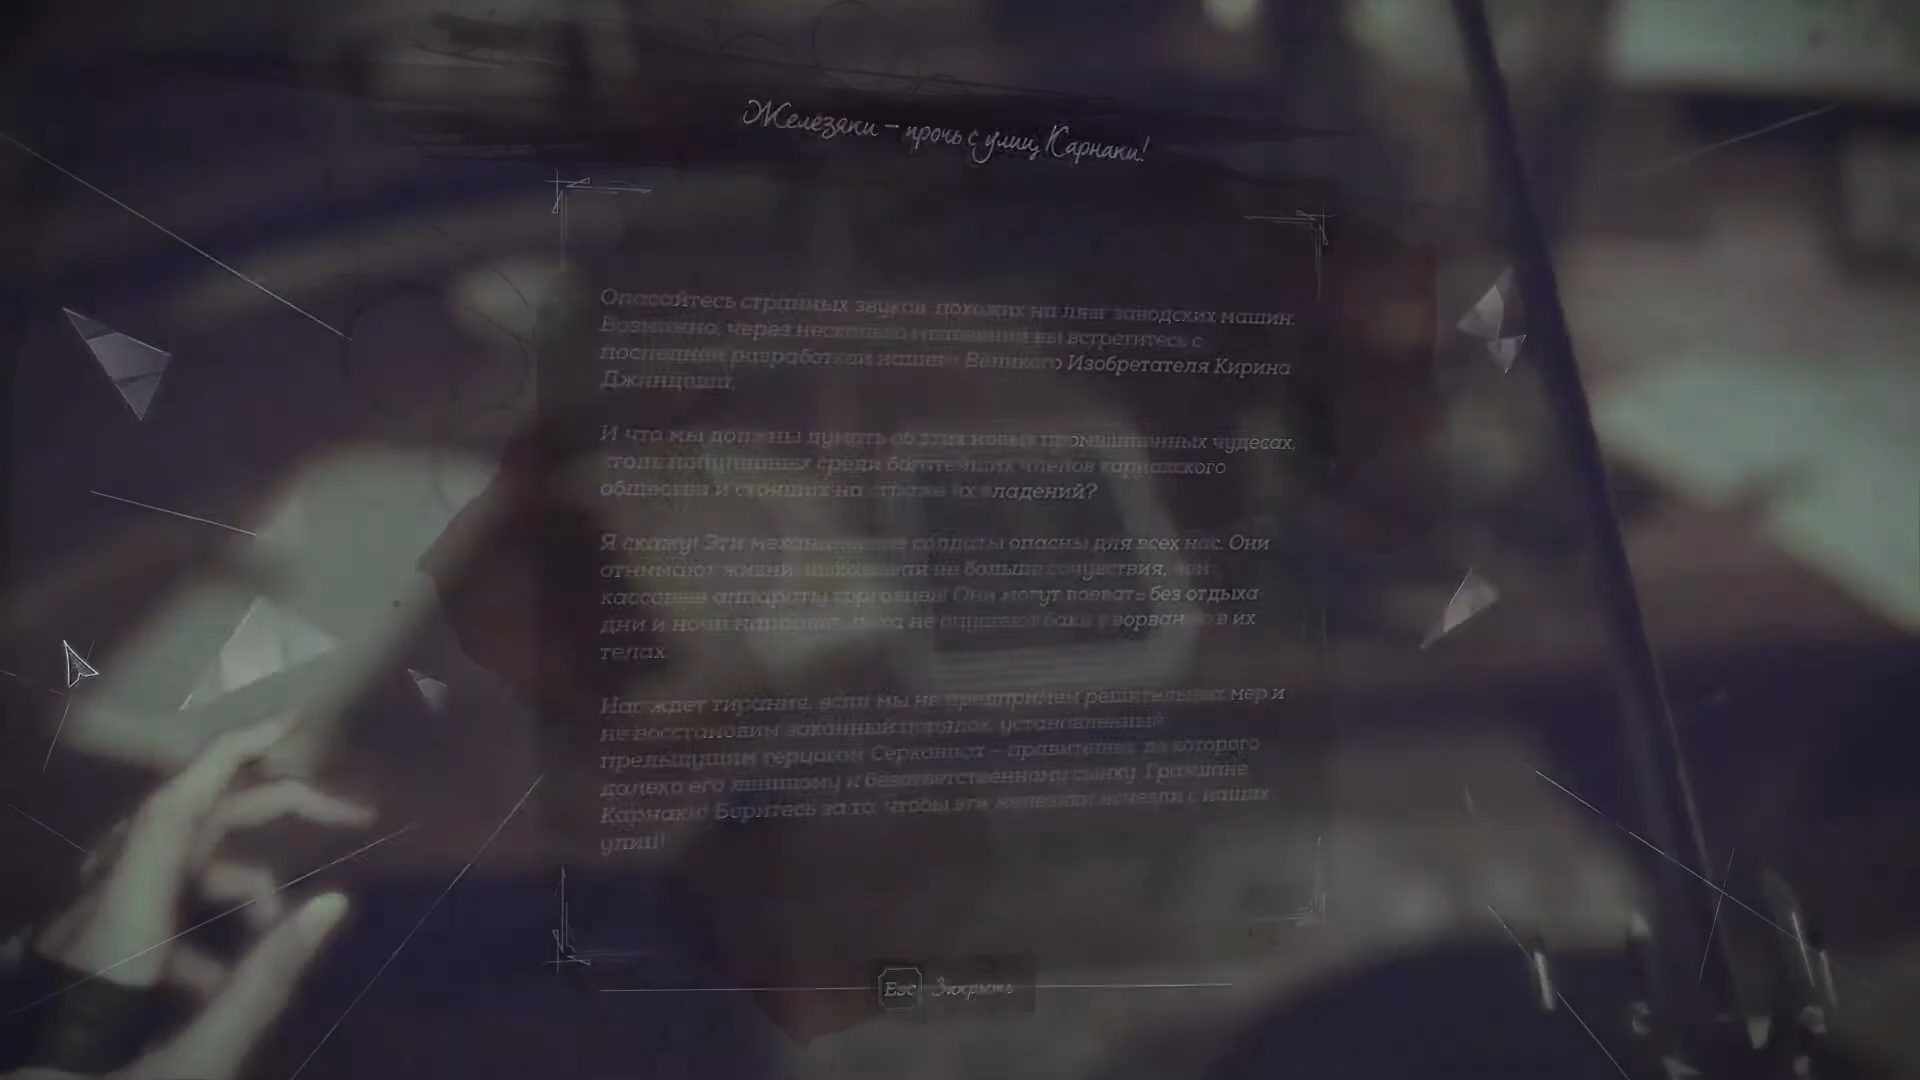 Железяки – прочь с улиц Карнаки!
Опасайтесь странных звуков, похожих на лязг заводских машин.
Возможно, через несколько мгновений вы встретитесь с
последней разработкой нашего Великого Изобретателя Кирина
Джиндоша.
И что мы должны думать об этих новых промышленных чудесах,
столь популярных среди богатейших членов карнакского
общества и стоящих на страже их владений?
Я скажу! Эти механические солдаты опасны для всех нас. Они
отнимают жизни, не больше сочувствия, чем
кассовые аппараты торговцев! Они могут воевать без отдыха
дни и ночи напролет, пока не опустеют баки с ворванью в их
телах.
Нас ждет тирания, если мы не предпримем решительных мер и
не восстановим законный порядок, установленный
предыдущим герцогом Серконоса – правителем, до которого
далеко его и безответственному сынку. Граждане
Карнаки! Боритесь за то, чтобы эти железяки исчезли с наших
улиц!
Esc Закрыть